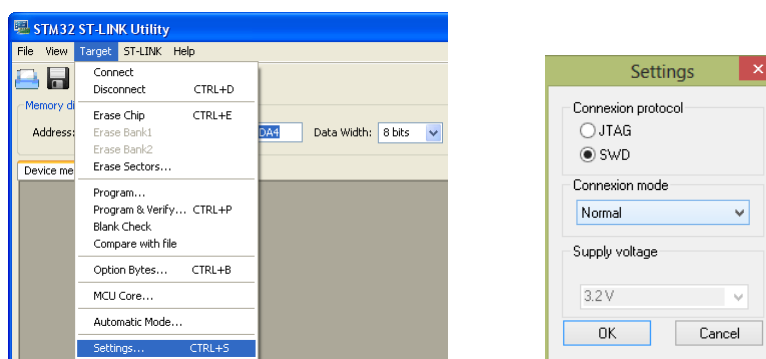 STM32 ST-LINK Utility
File View Target ST-LINK Help
Connect
Disconnect CTRL+D
Memory di
Erase Chip CTRL+E
Address: DA4 Data Width: 8 bits
Erase Bank1
Erase Bank2
Erase Sectors...
Device me
Program...
Program & Verify... CTRL+P
Blank Check
Compare with file
Option Bytes... CTRL+B
MCU Core...
Automatic Mode...
Settings... CTRL+S
Settings
Connexion protocol
JTAG
SWD
Connexion mode
Normal
Supply voltage
3.2 V
OK Cancel